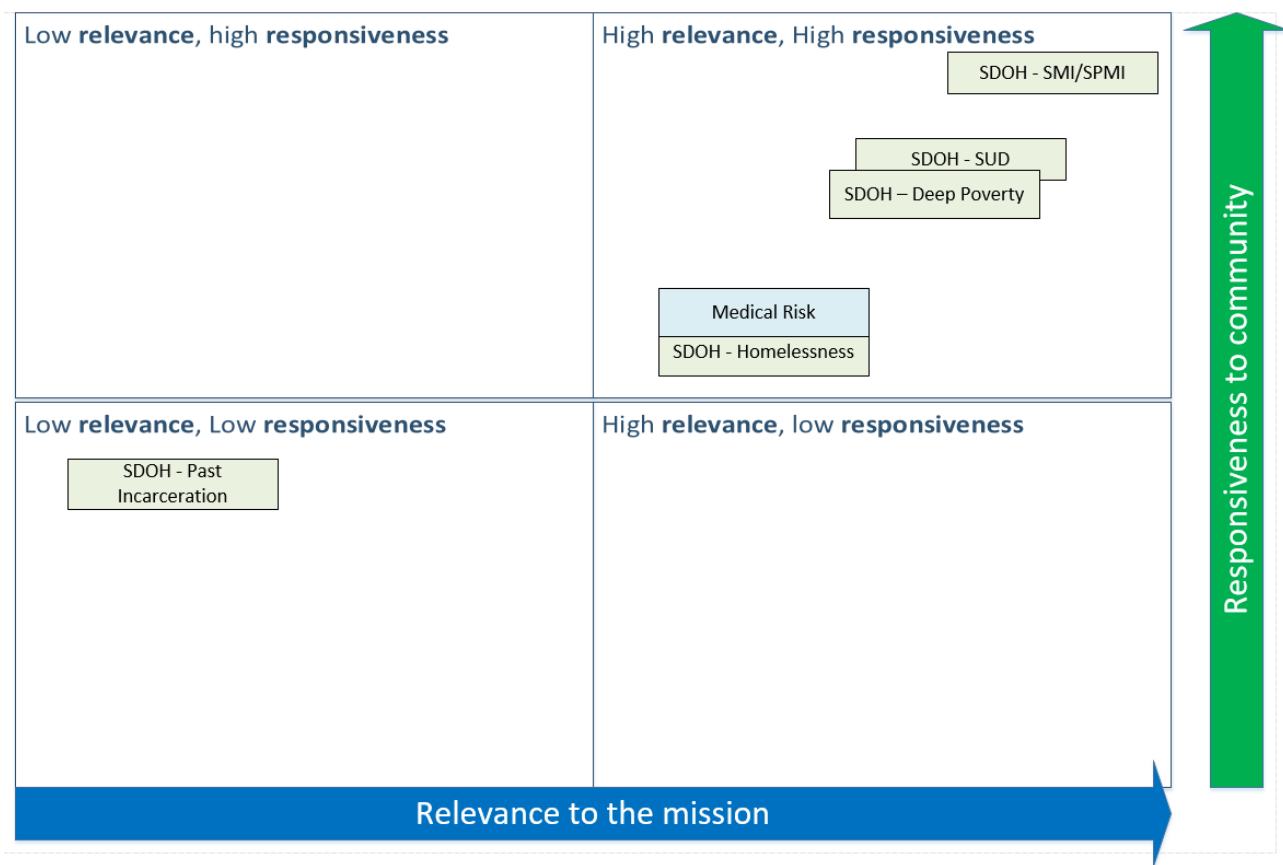 Low relevance, high responsiveness
High relevance, High responsiveness
SDOH - SMI/SPMI
SDOH - SUD
SDOH – Deep Poverty
Medical Risk
SDOH - Homelessness
Low relevance, Low responsiveness
High relevance, low responsiveness
SDOH - Past
Incarceration
Responsiveness to community
Relevance to the mission